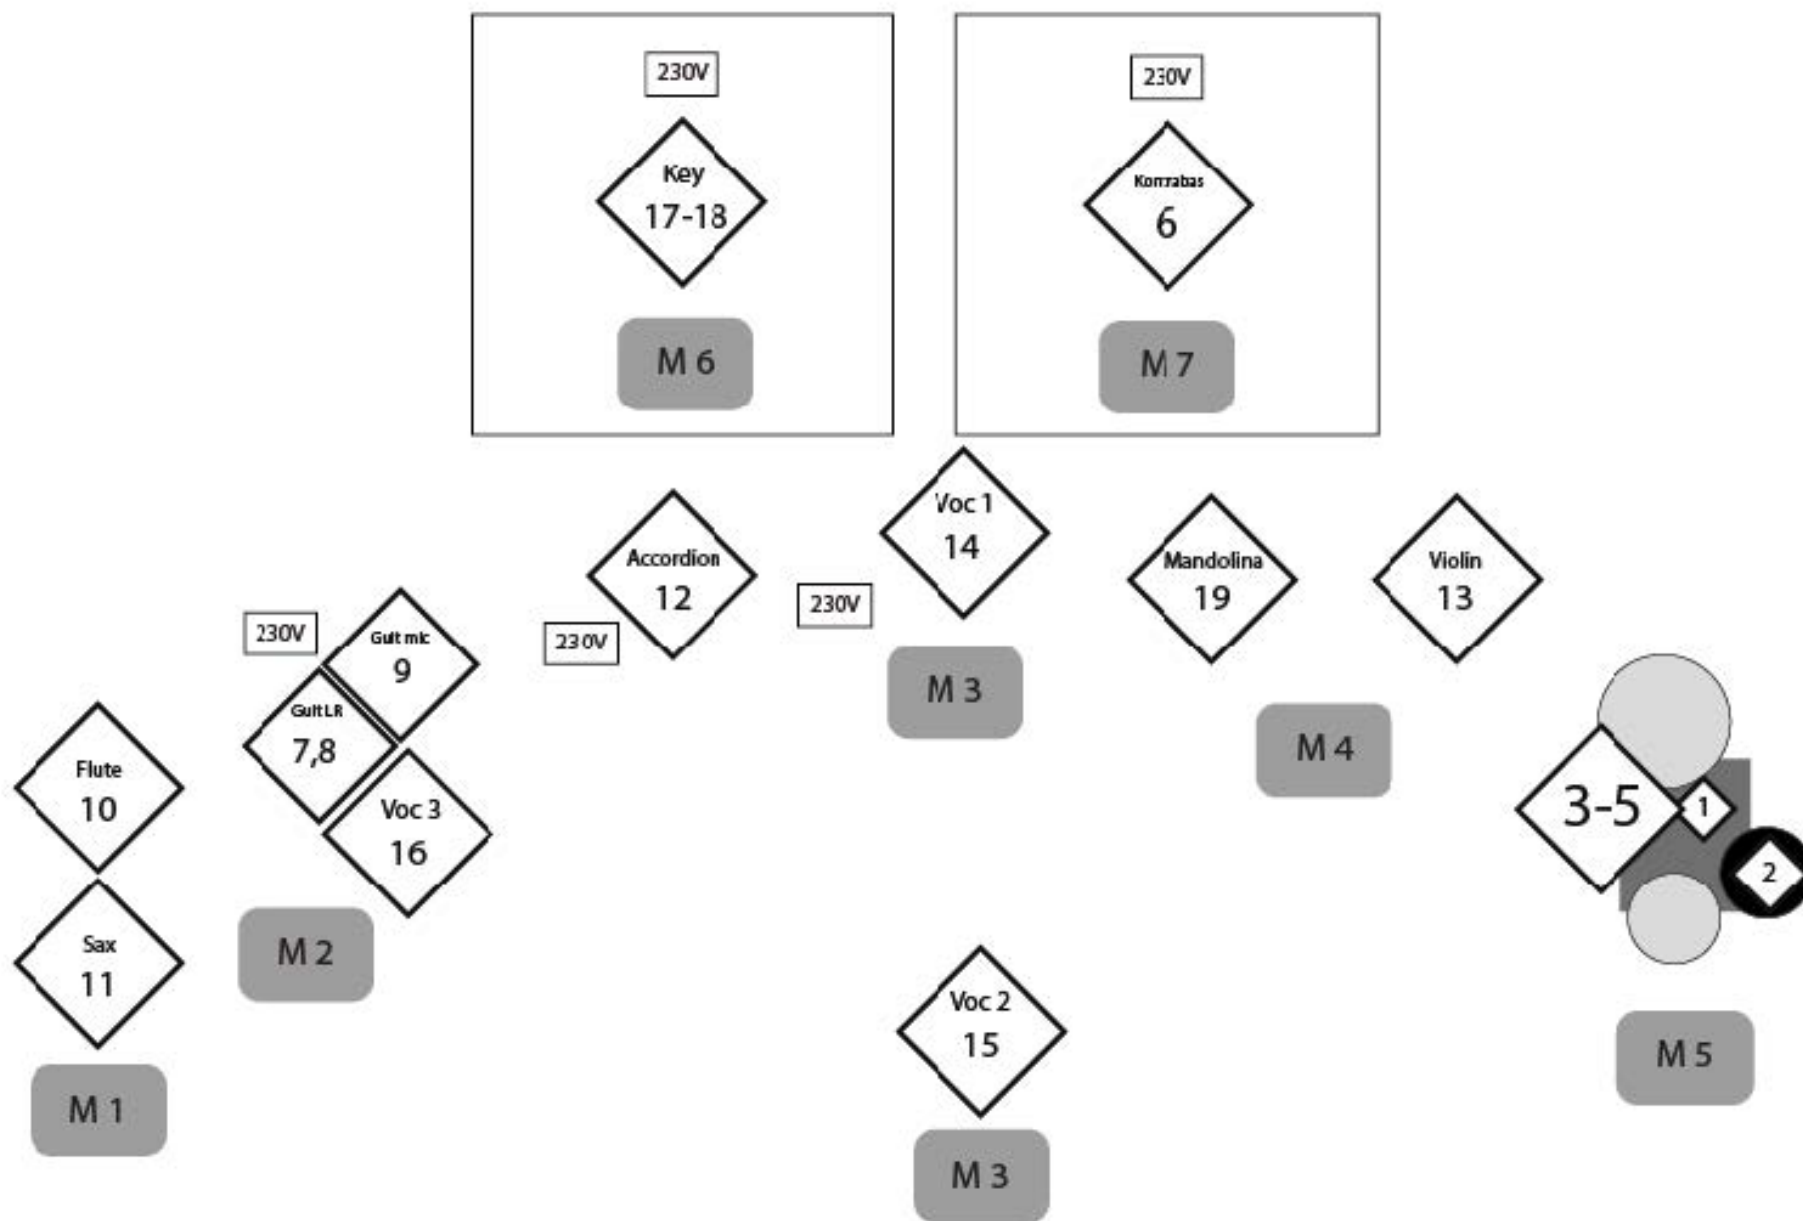 230V
230V
Key
17-18
Kontrabas
6
M 6
M 7
Voc 1
14
Accordion
12
Mandolina
19
Violin
13
230V
230V
230V
Guit mic
9
M 3
Guit LR
7,8
M 4
Flute
10
Voc 3
16
3-5
1
2
Sax
11
M 2
Voc 2
15
M 5
M 1
M 3